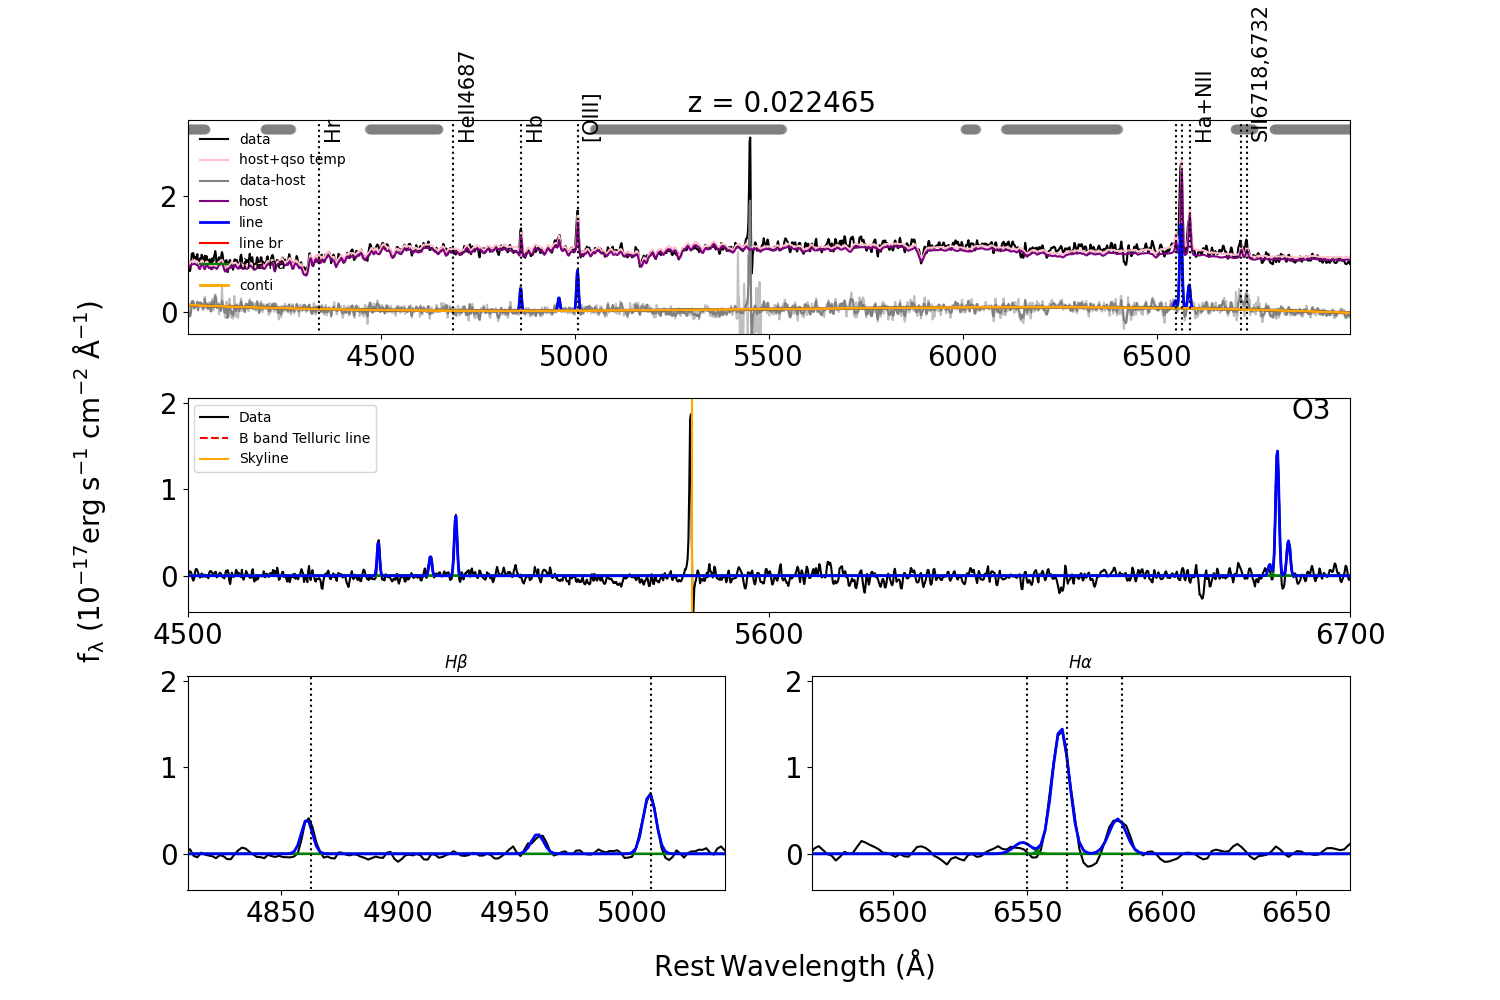 z = 0.022465
Hr
HeII4687
Hb
[OIII]
Ha+NII
SII6718,6732
data
host+qso temp
data-host
host
line
line br
conti
2
0
4500 5000 5500 6000 6500
Data
B band Telluric line
Skyline
O3
2
1
0
4500 5600 6700
fλ (10−17erg s−1 cm−2 Å−1)
Hβ
2
1
0
4850 4900 4950 5000
Hα
2
1
0
6500 6550 6600 6650
Rest Wavelength (Å)